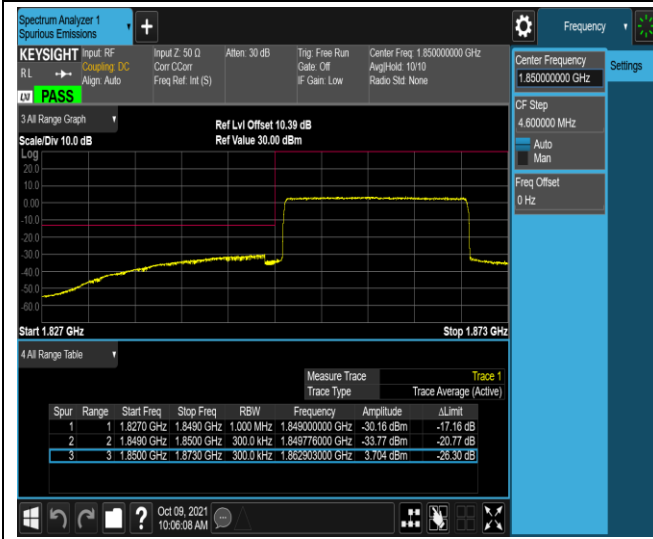 Spectrum Analyzer 1
Spurious Emissions
+
Frequency
KEYSIGHT
RL
Input: RF
Coupling: DC
Align: Auto
Input Z: 50 Ω
Corr CCorr
Freq Ref: Int (S)
Atten: 30 dB
Trig: Free Run
Gate: Off
IF Gain: Low
Center Freq: 1.850000000 GHz
Avg|Hold: 10/10
Radio Std: None
LXI PASS
Center Frequency
1.850000000 GHz
Settings
CF Step
4.600000 MHz
Auto
Man
Freq Offset
0 Hz
3 All Range Graph
Scale/Div 10.0 dB
Ref Lvl Offset 10.39 dB
Ref Value 30.00 dBm
Log
20.0
10.0
0.00
-10.0
-20.0
-30.0
-40.0
-50.0
-60.0
Start 1.827 GHz Stop 1.873 GHz
4 All Range Table
Measure Trace Trace 1
Trace Type Trace Average (Active)
Spur Range Start Freq Stop Freq RBW Frequency Amplitude ΔLimit
1 1 1.8270 GHz 1.8490 GHz 1.000 MHz 1.849000000 GHz -30.16 dBm -17.16 dB
2 2 1.8490 GHz 1.8500 GHz 300.0 kHz 1.849776000 GHz -33.77 dBm -20.77 dB
3 3 1.8500 GHz 1.8730 GHz 300.0 kHz 1.862903000 GHz 3.704 dBm -26.30 dB
?
Oct 09, 2021
10:06:08 AM